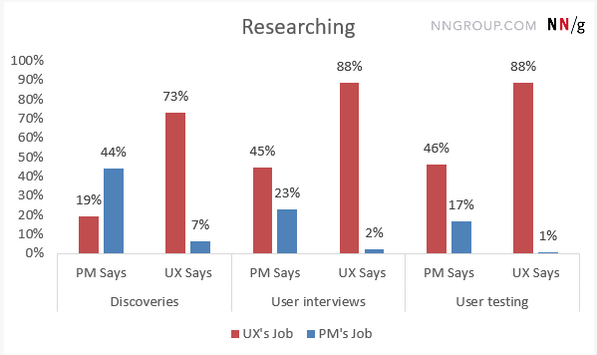 Researching
NNGROUP.COM NN/g
100%
90%
80%
70%
60%
50%
40%
30%
20%
10%
0%
19% 44% 73% 7% 45% 23% 88% 2% 46% 17% 88% 1%
PM Says UX Says PM Says UX Says PM Says UX Says
Discoveries User interviews User testing
UX's Job PM's Job